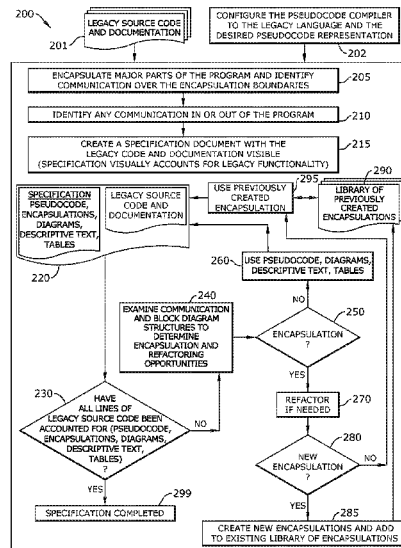 200
LEGACY SOURCE CODE
AND DOCUMENTATION
201
CONFIGURE THE PSEUDOCODE COMPILER
TO THE LEGACY LANGUAGE AND THE
DESIRED PSEUDOCODE REPRESENTATION
202
ENCAPSULATE MAJOR PARTS OF THE PROGRAM AND IDENTIFY
COMMUNICATION OVER THE ENCAPSULATION BOUNDARIES
205
IDENTIFY ANY COMMUNICATION IN OR OUT OF THE PROGRAM
210
CREATE A SPECIFICATION DOCUMENT WITH THE
LEGACY CODE AND DOCUMENTATION VISIBLE
(SPECIFICATION VISUALLY ACCOUNTS FOR LEGACY FUNCTIONALITY)
215
SPECIFICATION
PSEUDOCODE,
ENCAPSULATIONS,
DIAGRAMS,
DESCRIPTIVE TEXT,
TABLES
220
LEGACY SOURCE
CODE AND
DOCUMENTATION
295
USE PREVIOUSLY
CREATED
ENCAPSULATION
290
LIBRARY OF
PREVIOUSLY
CREATED
ENCAPSULATIONS
260
USE PSEUDOCODE, DIAGRAMS,
DESCRIPTIVE TEXT, TABLES
240
EXAMINE COMMUNICATION
AND BLOCK DIAGRAM
STRUCTURES TO
DETERMINE
ENCAPSULATION AND
REFACTORING
OPPORTUNITIES
NO
250
ENCAPSULATION
?
YES
230
HAVE
ALL LINES OF
LEGACY SOURCE CODE BEEN
ACCOUNTED FOR (PSEUDOCODE,
ENCAPSULATIONS, DIAGRAMS,
DESCRIPTIVE TEXT,
TABLES)
?
NO
YES
REFACTOR
IF NEEDED
270
280
NEW
ENCAPSULATION
?
NO
YES
299
SPECIFICATION COMPLETED
285
CREATE NEW ENCAPSULATIONS AND ADD
TO EXISTING LIBRARY OF ENCAPSULATIONS